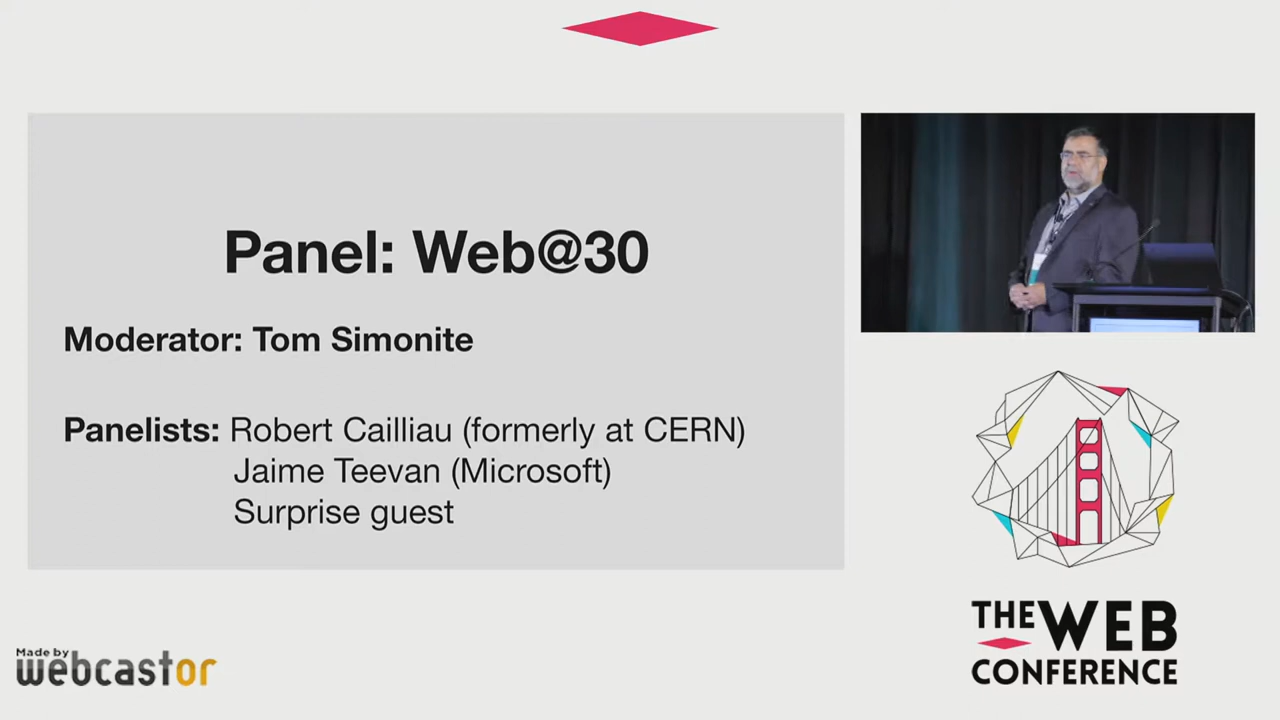 Panel: Web@30
Moderator: Tom Simonite
Panelists: Robert Cailliau (formerly at CERN)
Jaime Teevan (Microsoft)
Surprise guest
THE WEB
CONFERENCE
Made by
webcastor